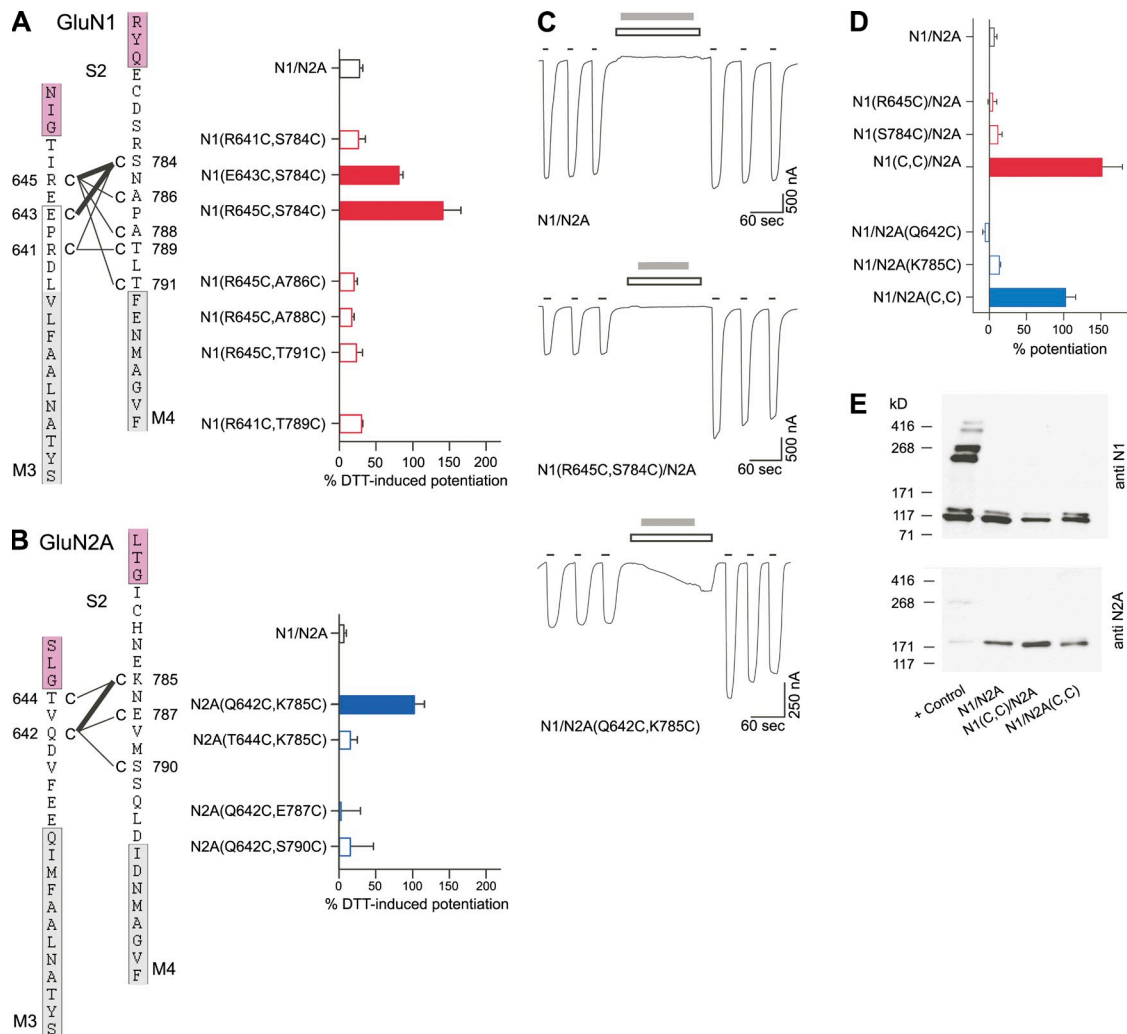 A
GluN1
S2
RYQECDSRSNAPATLTFENMAGVF
NIGTIREEPRDLVLFAALNATYS
645
643
641
C
C
C
C
C
C
C
C
784
786
788
789
791
M4
M3
N1/N2A
N1(R641C,S784C)
N1(E643C,S784C)
N1(R645C,S784C)
N1(R645C,A786C)
N1(R645C,A788C)
N1(R645C,T791C)
N1(R641C,T789C)
0 50 100 150 200
% DTT-induced potentiation
B
GluN2A
S2
LTGICHNEKNEVMSSQLDIDNMAGVF
SLGTVQDVFEEQIMFAALNATYS
644
642
C
C
C
C
C
785
787
790
M4
M3
N1/N2A
N2A(Q642C,K785C)
N2A(T644C,K785C)
N2A(Q642C,E787C)
N2A(Q642C,S790C)
0 50 100 150 200
% DTT-induced potentiation
C
N1/N2A
60 sec
500 nA
N1(R645C,S784C)/N2A
60 sec
500 nA
N1/N2A(Q642C,K785C)
60 sec
250 nA
D
N1/N2A
N1(R645C)/N2A
N1(S784C)/N2A
N1(C,C)/N2A
N1/N2A(Q642C)
N1/N2A(K785C)
N1/N2A(C,C)
0 50 100 150
% potentiation
E
kD
416
268
171
117
71
anti N1
416
268
171
117
anti N2A
+ Control
N1/N2A
N1(C,C)/N2A
N1/N2A(C,C)